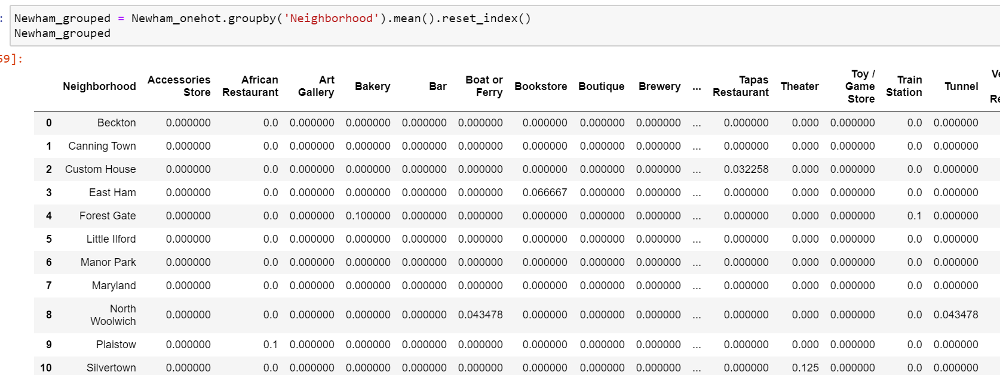 : Newham_grouped = Newham_onehot.groupby('Neighborhood').mean().reset_index()
Newham_grouped
59]:
Neighborhood Accessories Store African Restaurant Art Gallery Bakery Bar Boat or Ferry Bookstore Boutique Brewery ... Tapas Restaurant Theater Toy / Game Store Train Station Tunnel
0 Beckton 0.000000 0.0 0.000000 0.000000 0.000000 0.000000 0.000000 0.000000 0.000000 ... 0.000000 0.000 0.000000 0.0 0.000000
1 Canning Town 0.000000 0.0 0.000000 0.000000 0.000000 0.000000 0.000000 0.000000 0.000000 ... 0.000000 0.000 0.000000 0.0 0.000000
2 Custom House 0.000000 0.0 0.000000 0.000000 0.000000 0.000000 0.000000 0.000000 0.000000 ... 0.032258 0.000 0.000000 0.0 0.000000
3 East Ham 0.000000 0.0 0.000000 0.000000 0.000000 0.000000 0.066667 0.000000 0.000000 ... 0.000000 0.000 0.000000 0.0 0.000000
4 Forest Gate 0.000000 0.0 0.000000 0.100000 0.000000 0.000000 0.000000 0.000000 0.000000 ... 0.000000 0.000 0.000000 0.1 0.000000
5 Little Ilford 0.000000 0.0 0.000000 0.000000 0.000000 0.000000 0.000000 0.000000 0.000000 ... 0.000000 0.000 0.000000 0.0 0.000000
6 Manor Park 0.000000 0.0 0.000000 0.000000 0.000000 0.000000 0.000000 0.000000 0.000000 ... 0.000000 0.000 0.000000 0.0 0.000000
7 Maryland 0.000000 0.0 0.000000 0.000000 0.000000 0.000000 0.000000 0.000000 0.000000 ... 0.000000 0.000 0.000000 0.0 0.000000
8 North Woolwich 0.000000 0.0 0.000000 0.000000 0.000000 0.043478 0.000000 0.000000 0.000000 ... 0.000000 0.000 0.000000 0.0 0.043478
9 Plaistow 0.000000 0.1 0.000000 0.000000 0.000000 0.000000 0.000000 0.000000 0.000000 ... 0.000000 0.000 0.000000 0.0 0.000000
10 Silvertown 0.000000 0.0 0.000000 0.000000 0.000000 0.000000 0.000000 0.000000 0.000000 ... 0.000000 0.125 0.000000 0.0 0.000000